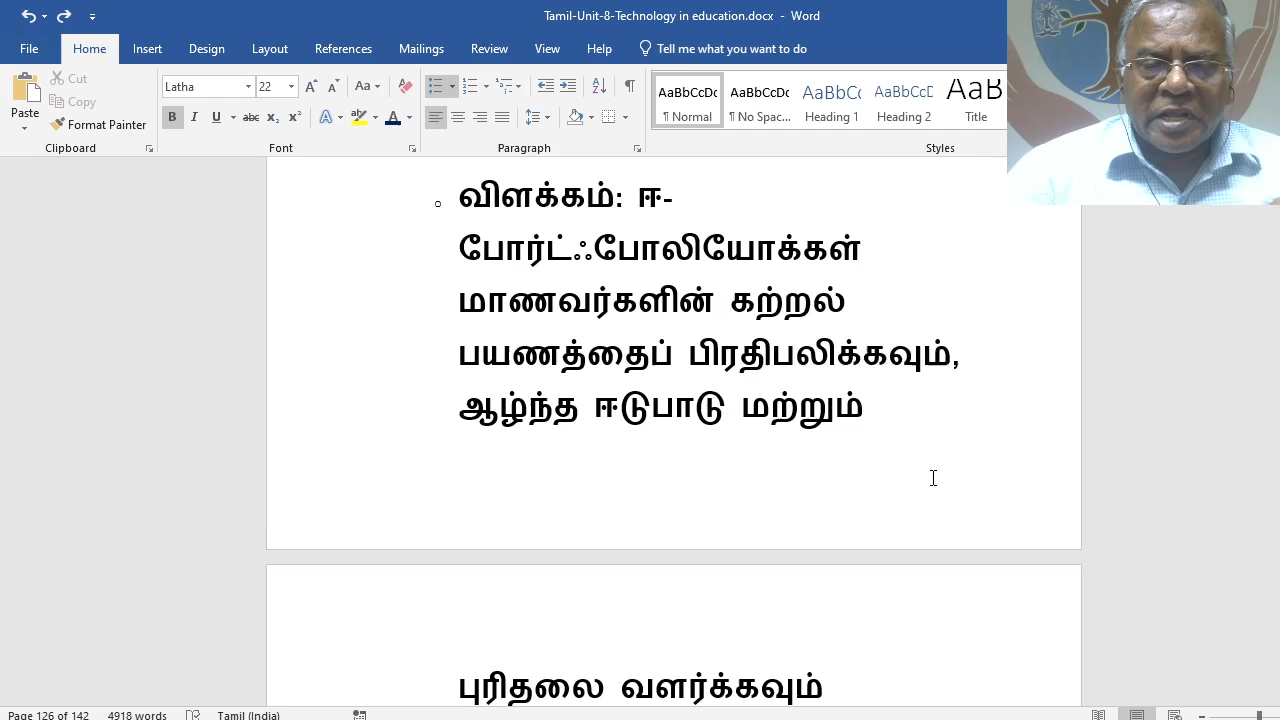 Tamil-Unit-8-Technology in education.docx - Word
File Home Insert Design Layout References Mailings Review View Help Tell me what you want to do
Paste
Cut
Copy
Format Painter
Clipboard
Latha 22
Font
Paragraph
AaBbCcDc AaBbCcDc AaBbCc AaBbCcD AaB
¶ Normal ¶ No Spac... Heading 1 Heading 2 Title
Styles
விளக்கம்: ஈ-
போர்ட்ஃபோலியோக்கள்
மாணவர்களின் கற்றல்
பயணத்தைப் பிரதிபலிக்கவும்,
ஆழ்ந்த ஈடுபாடு மற்றும்
புரிதலை வளர்க்கவும்
Page 126 of 142 4918 words Tamil (India)